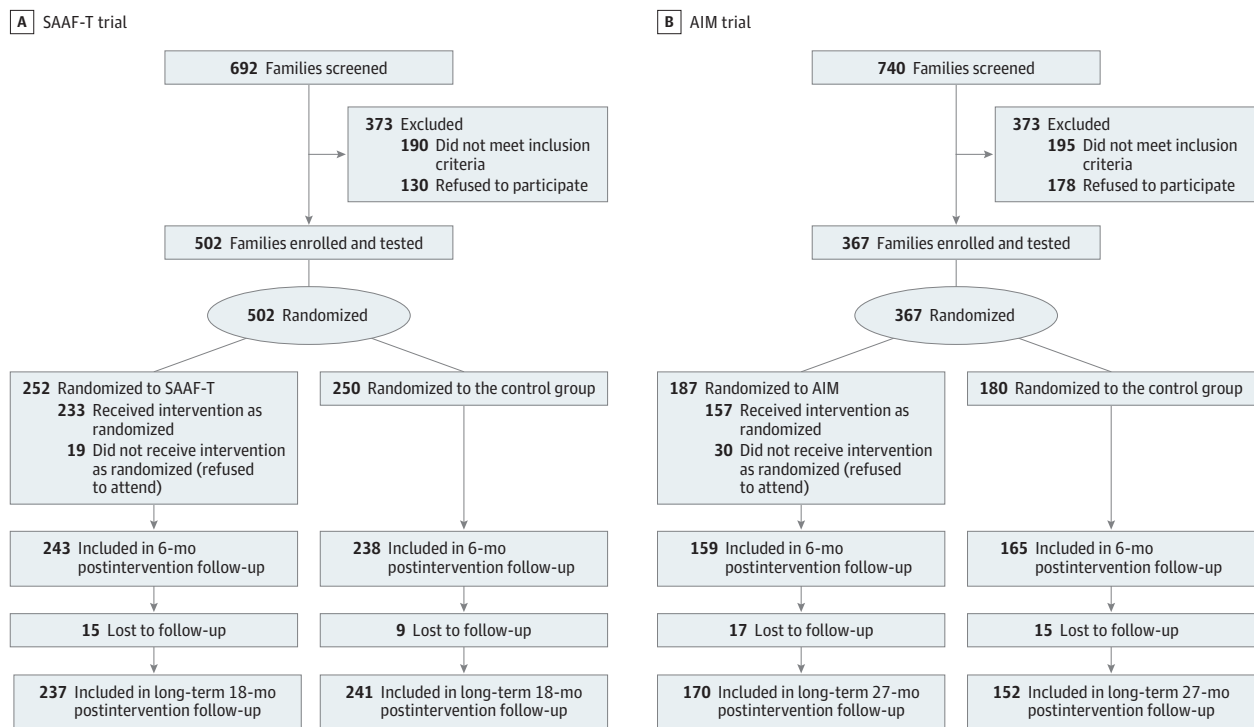 A SAAF-T trial
692 Families screened
373 Excluded
190 Did not meet inclusion
criteria
130 Refused to participate
502 Families enrolled and tested
502 Randomized
252 Randomized to SAAF-T
233 Received intervention as
randomized
19 Did not receive intervention
as randomized (refused
to attend)
250 Randomized to the control group
243 Included in 6-mo
postintervention follow-up
238 Included in 6-mo
postintervention follow-up
15 Lost to follow-up
9 Lost to follow-up
237 Included in long-term 18-mo
postintervention follow-up
241 Included in long-term 18-mo
postintervention follow-up
B AIM trial
740 Families screened
373 Excluded
195 Did not meet inclusion
criteria
178 Refused to participate
367 Families enrolled and tested
367 Randomized
187 Randomized to AIM
157 Received intervention as
randomized
30 Did not receive intervention
as randomized (refused
to attend)
180 Randomized to the control group
159 Included in 6-mo
postintervention follow-up
165 Included in 6-mo
postintervention follow-up
17 Lost to follow-up
15 Lost to follow-up
170 Included in long-term 27-mo
postintervention follow-up
152 Included in long-term 27-mo
postintervention follow-up